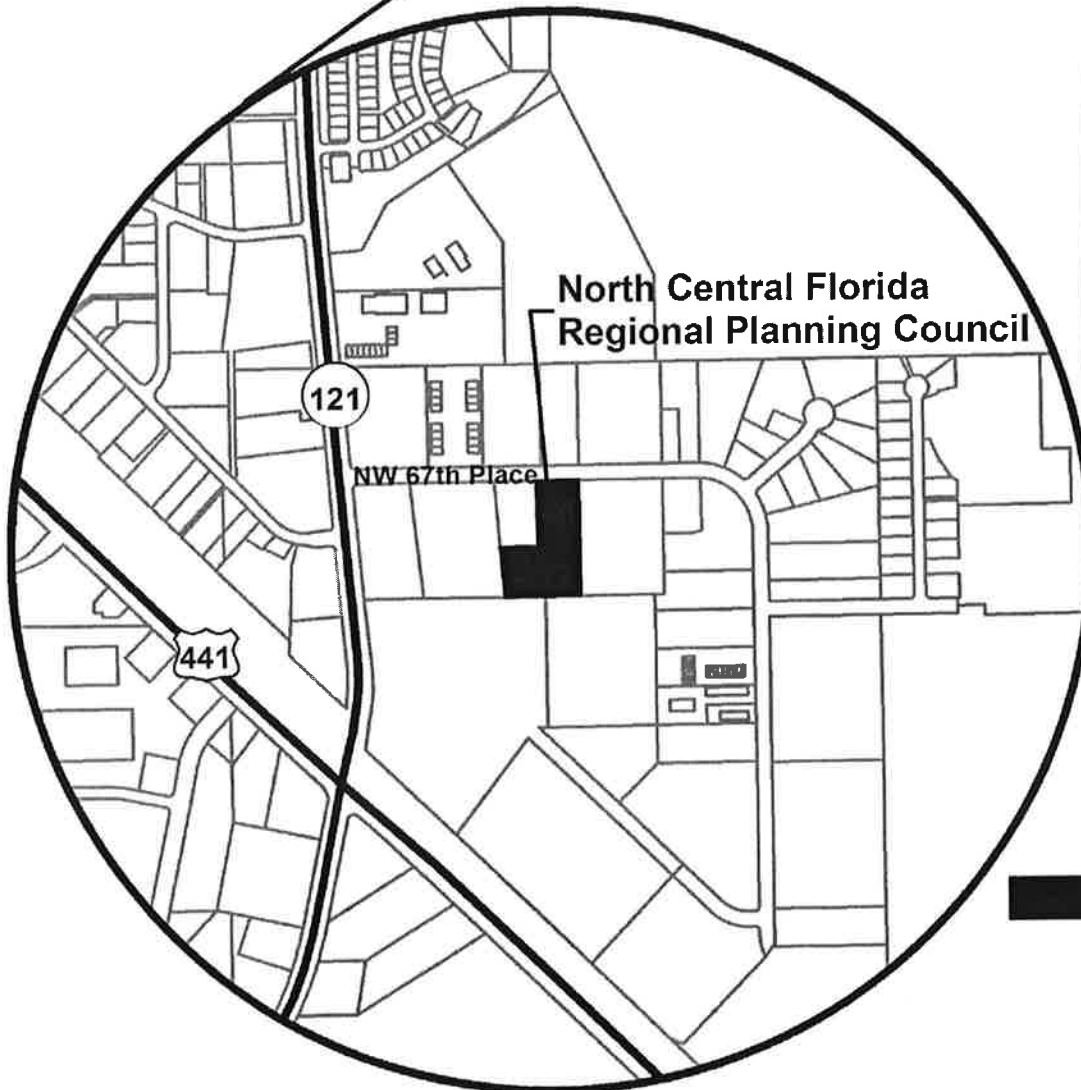 North Central Florida
Regional Planning Council
121
NW 67th Place
441